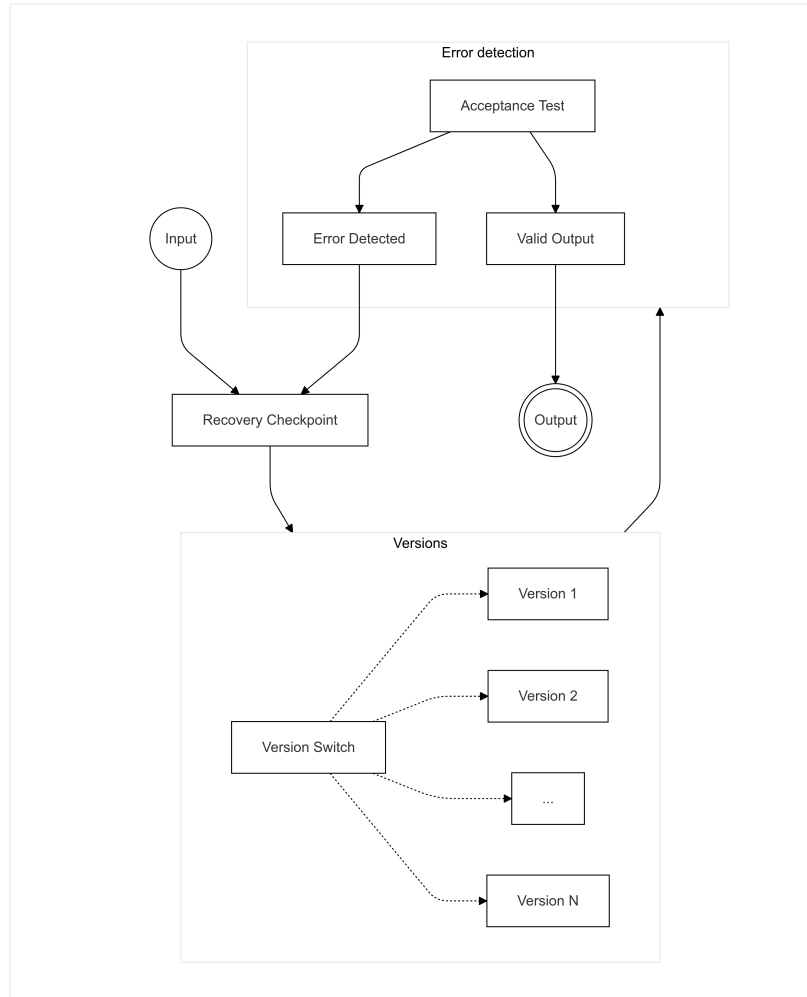 Error detection
Acceptance Test
Input
Error Detected
Valid Output
Recovery Checkpoint
Output
Versions
Version 1
Version 2
Version Switch
...
Version N